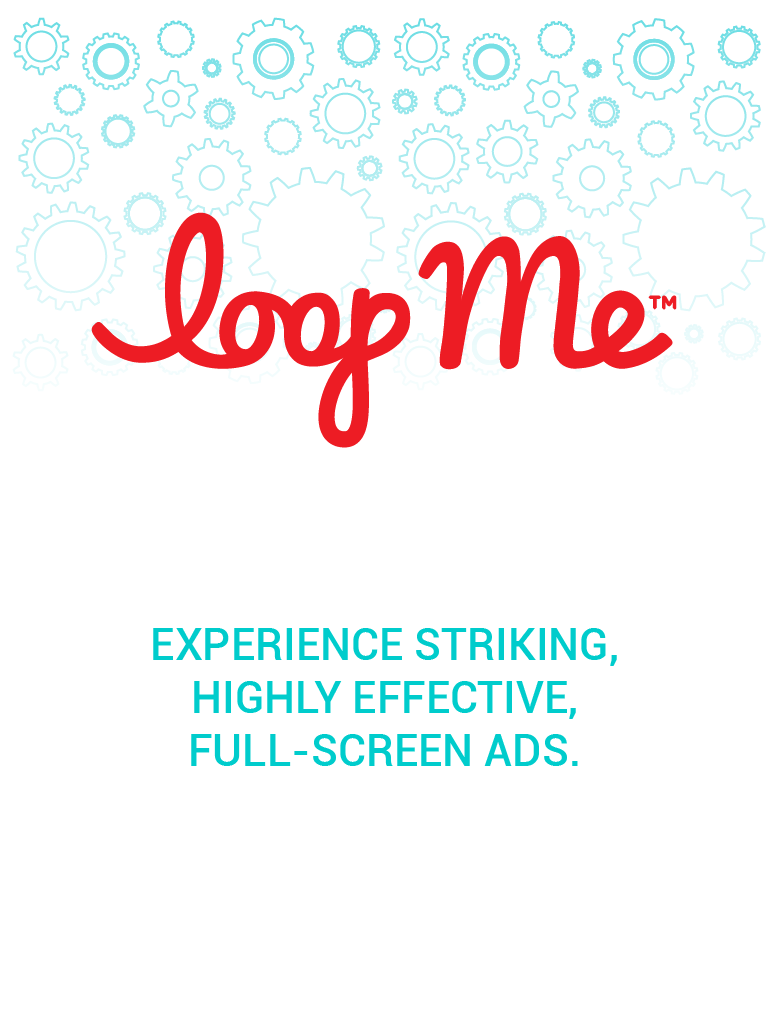 loopMe™
EXPERIENCE STRIKING,
HIGHLY EFFECTIVE,
FULL-SCREEN ADS.